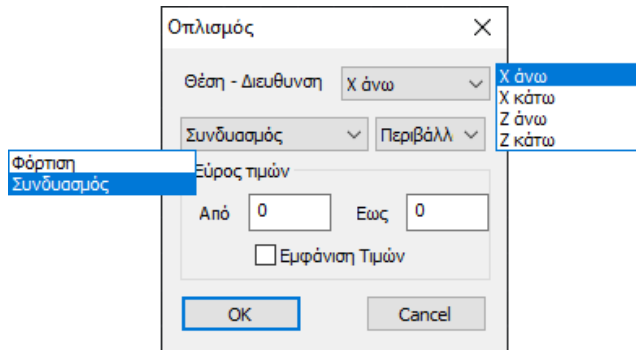 Οπλισμός
Θέση - Διευθυνση Χ άνω
Χ άνω
Χ κάτω
Ζ άνω
Ζ κάτω
Συνδυασμός Περιβάλλ
Φόρτιση
Συνδυασμός
Εύρος τιμών
Από 0 Εως 0
Εμφάνιση Τιμών
OK Cancel